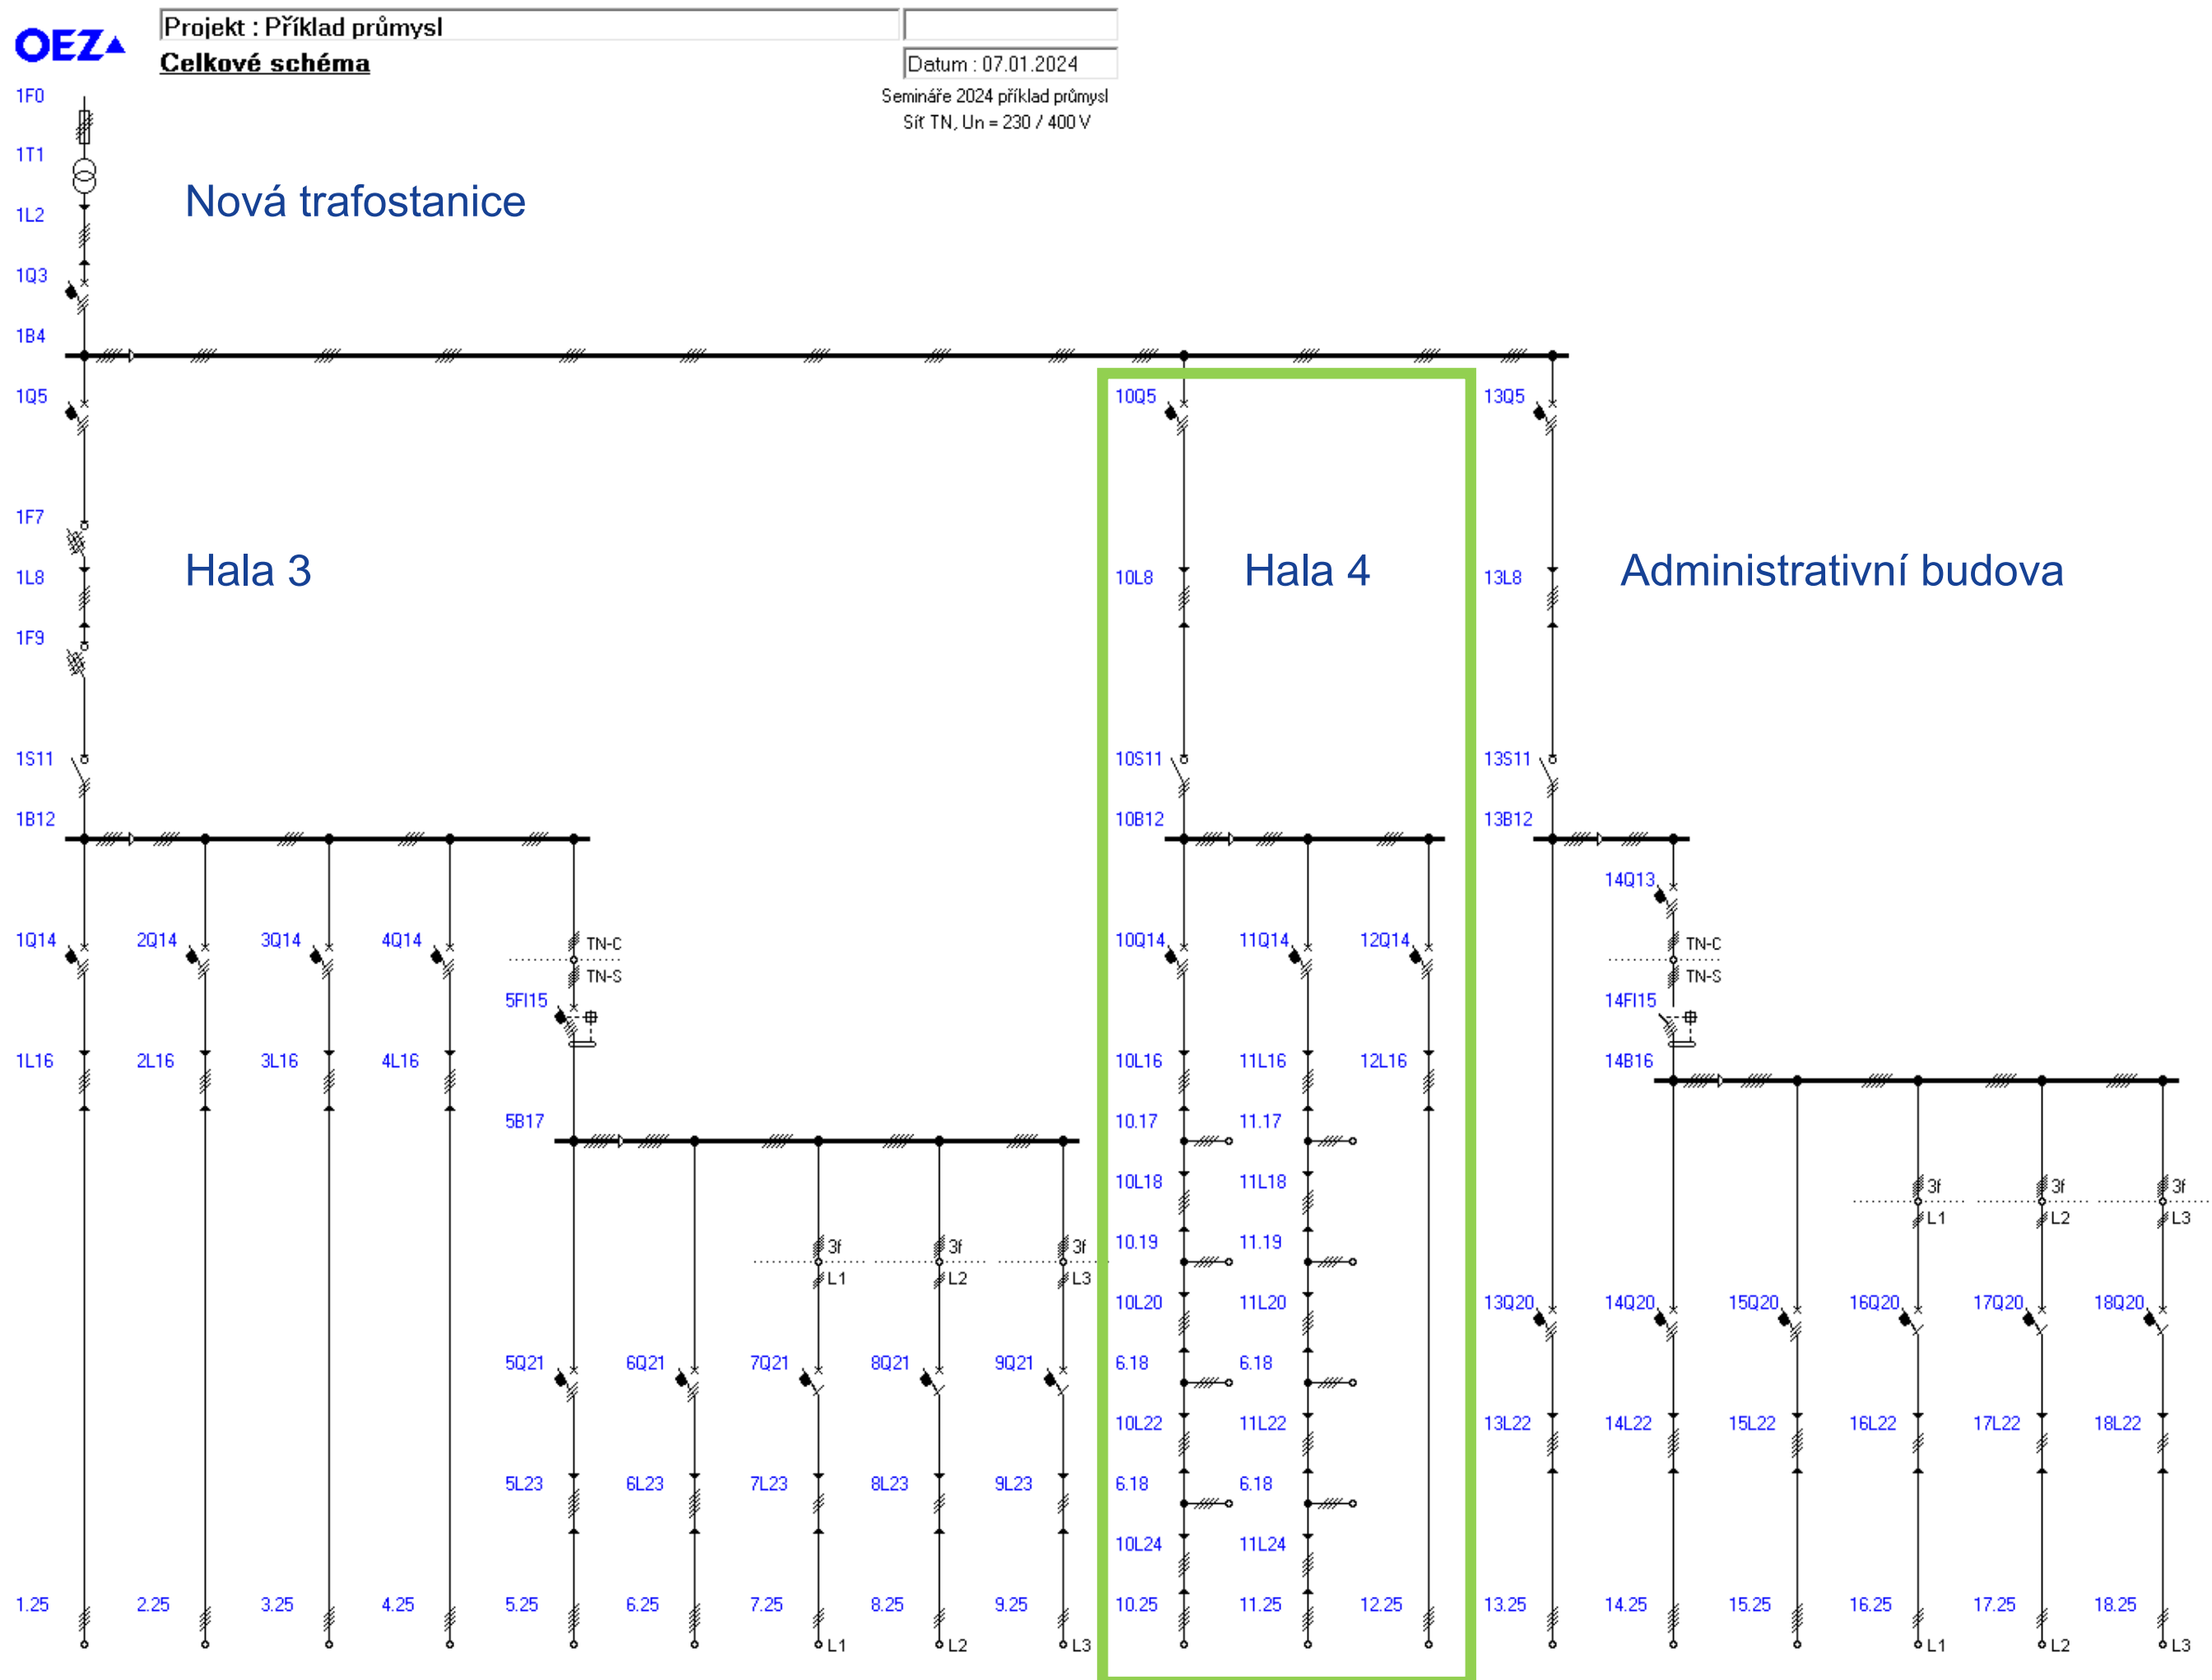 OEZ
Projekt : Příklad průmysl
Celkové schéma
Datum : 07.01.2024
Semináře 2024 příklad průmysl
Síť TN, Un = 230 / 400 V
1F0
1T1
Nová trafostanice
1L2
1Q3
1B4
1Q5 10Q5 13Q5
1F7
Hala 3 Hala 4 Administrativní budova
1L8 10L8 13L8
1F9
1S11 10S11 13S11
1B12 10B12 13B12
14Q13
1Q14 2Q14 3Q14 4Q14 TN-C 10Q14 11Q14 12Q14 TN-C
TN-S TN-S
5FI15 14FI15
1L16 2L16 3L16 4L16 10L16 11L16 12L16 14B16
5B17 10.17 11.17
10L18 11L18 3f 3f 3f
L1 L2 L3
3f 3f 3f 10.19 11.19
L1 L2 L3
10L20 11L20 13Q20 14Q20 15Q20 16Q20 17Q20 18Q20
5Q21 6Q21 7Q21 8Q21 9Q21 6.18 6.18
10L22 11L22 13L22 14L22 15L22 16L22 17L22 18L22
5L23 6L23 7L23 8L23 9L23 6.18 6.18
10L24 11L24
1.25 2.25 3.25 4.25 5.25 6.25 7.25 8.25 9.25 10.25 11.25 12.25 13.25 14.25 15.25 16.25 17.25 18.25
L1 L2 L3 L1 L2 L3